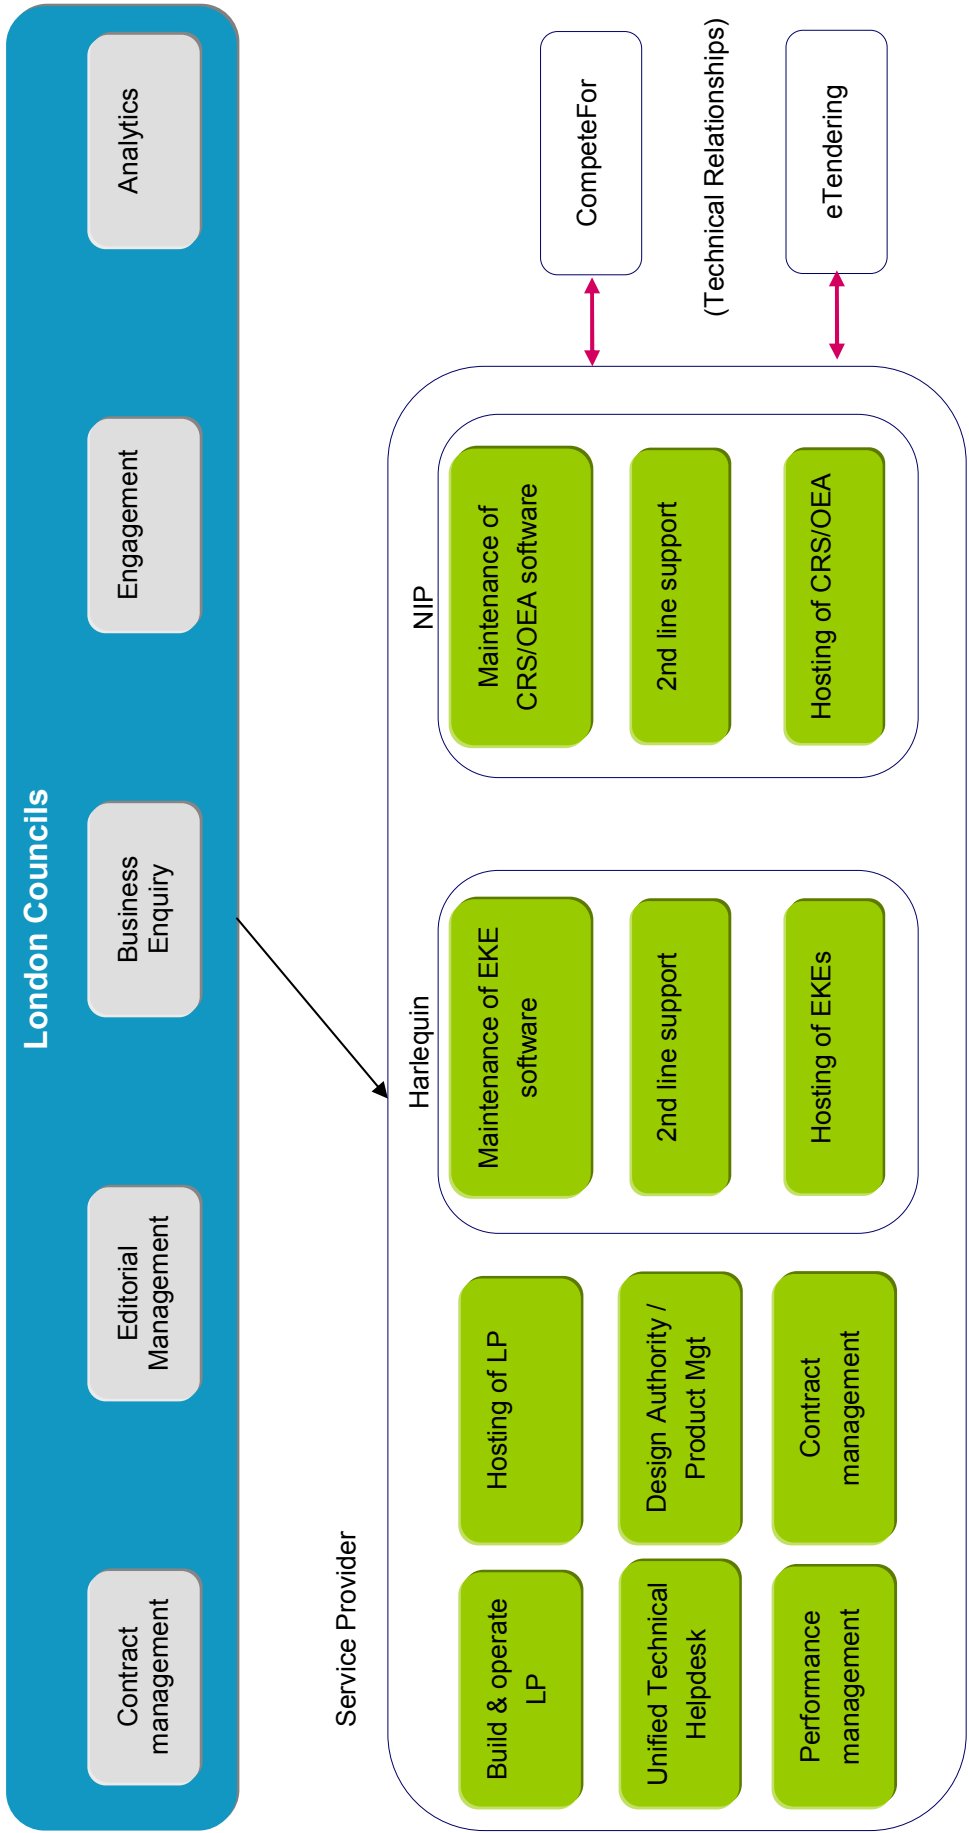 London Councils
Contract
management
Editorial
Management
Business
Enquiry
Engagement
Analytics
Service Provider
Build & operate
LP
Hosting of LP
Unified Technical
Helpdesk
Design Authority /
Product Mgt
Performance
management
Contract
management
Harlequin
Maintenance of EKE
software
2nd line support
Hosting of EKEs
NIP
Maintenance of
CRS/OEA software
2nd line support
Hosting of CRS/OEA
CompeteFor
(Technical Relationships)
eTendering